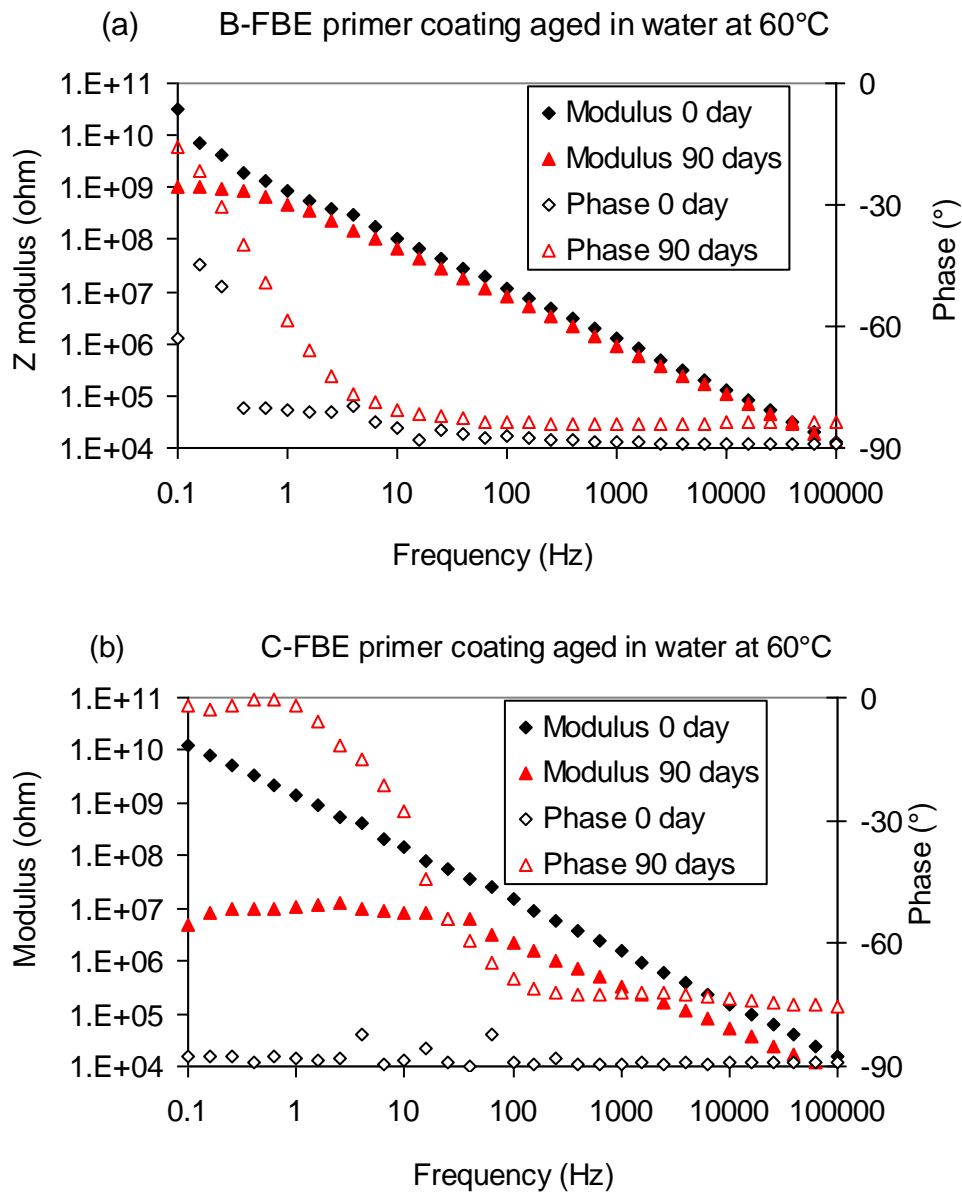 (a) B-FBE primer coating aged in water at 60°C
1.E+11
1.E+10
1.E+09
1.E+08
1.E+07
1.E+06
1.E+05
1.E+04
Z modulus (ohm)
Modulus 0 day
Modulus 90 days
Phase 0 day
Phase 90 days
0
-30
-60
-90
Phase (°)
0.1 1 10 100 1000 10000 100000
Frequency (Hz)
(b) C-FBE primer coating aged in water at 60°C
1.E+11
1.E+10
1.E+09
1.E+08
1.E+07
1.E+06
1.E+05
1.E+04
Modulus (ohm)
Modulus 0 day
Modulus 90 days
Phase 0 day
Phase 90 days
0
-30
-60
-90
Phase (°)
0.1 1 10 100 1000 10000 100000
Frequency (Hz)